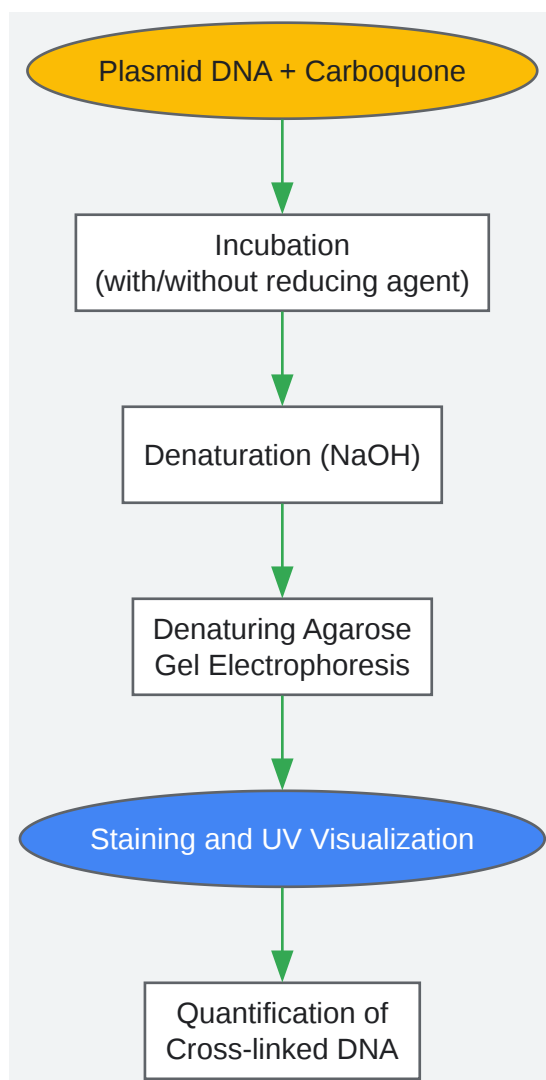 Plasmid DNA + Carboquone
Incubation
(with/without reducing agent)
Denaturation (NaOH)
Denaturing Agarose
Gel Electrophoresis
Staining and UV Visualization
Quantification of
Cross-linked DNA